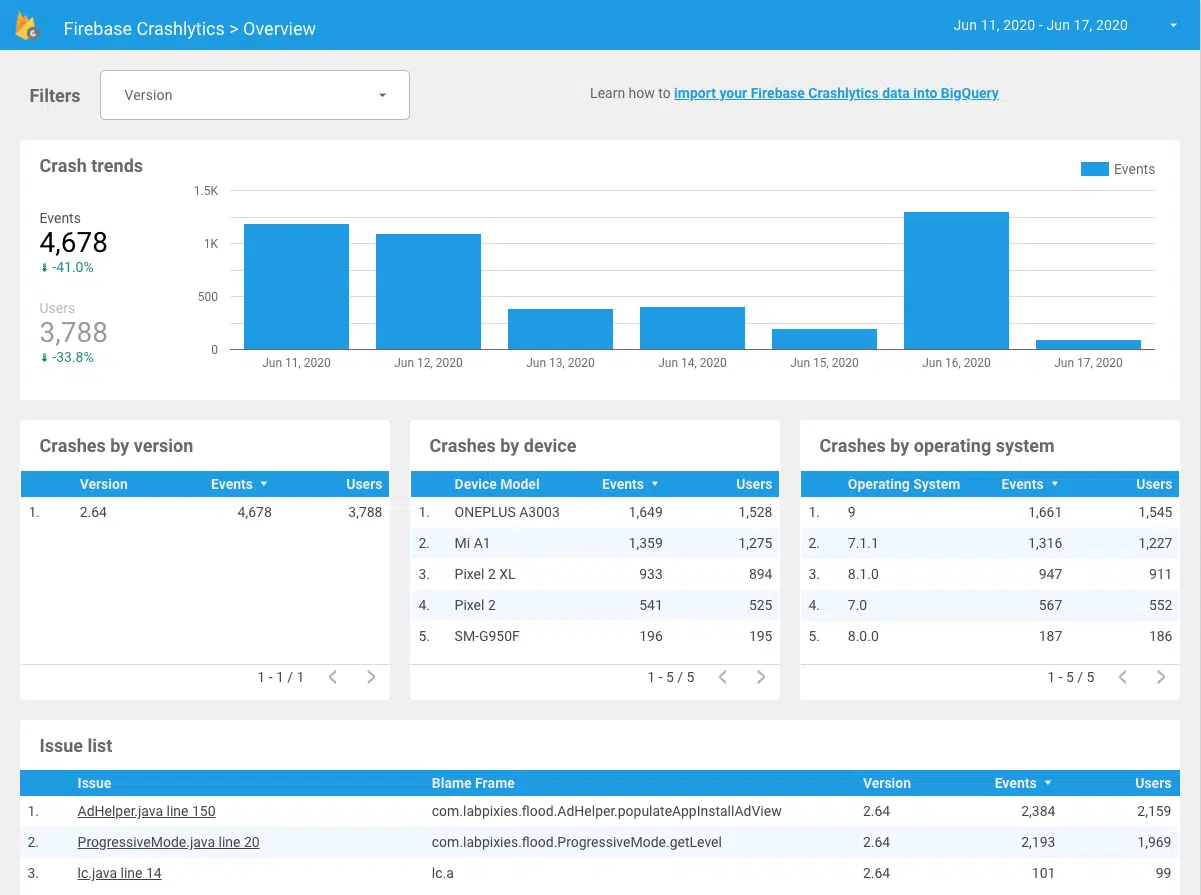 Firebase Crashlytics > Overview
Jun 11, 2020 - Jun 17, 2020
Filters
Version
Learn how to import your Firebase Crashlytics data into BigQuery
Crash trends
Events
Events
4,678
-41.0%
Users
3,788
-33.8%
1.5K
1K
500
0
Jun 11, 2020 Jun 12, 2020 Jun 13, 2020 Jun 14, 2020 Jun 15, 2020 Jun 16, 2020 Jun 17, 2020
Crashes by version
Version Events Users
1. 2.64 4,678 3,788
1 - 1 / 1
Crashes by device
Device Model Events Users
1. ONEPLUS A3003 1,649 1,528
2. Mi A1 1,359 1,275
3. Pixel 2 XL 933 894
4. Pixel 2 541 525
5. SM-G950F 196 195
1 - 5 / 5
Crashes by operating system
Operating System Events Users
1. 9 1,661 1,545
2. 7.1.1 1,316 1,227
3. 8.1.0 947 911
4. 7.0 567 552
5. 8.0.0 187 186
1 - 5 / 5
Issue list
Issue Blame Frame Version Events Users
1. AdHelper.java line 150 com.labpixies.flood.AdHelper.populateAppInstallAdView 2.64 2,384 2,159
2. ProgressiveMode.java line 20 com.labpixies.flood.ProgressiveMode.getLevel 2.64 2,193 1,969
3. lc.java line 14 lc.a 2.64 101 99